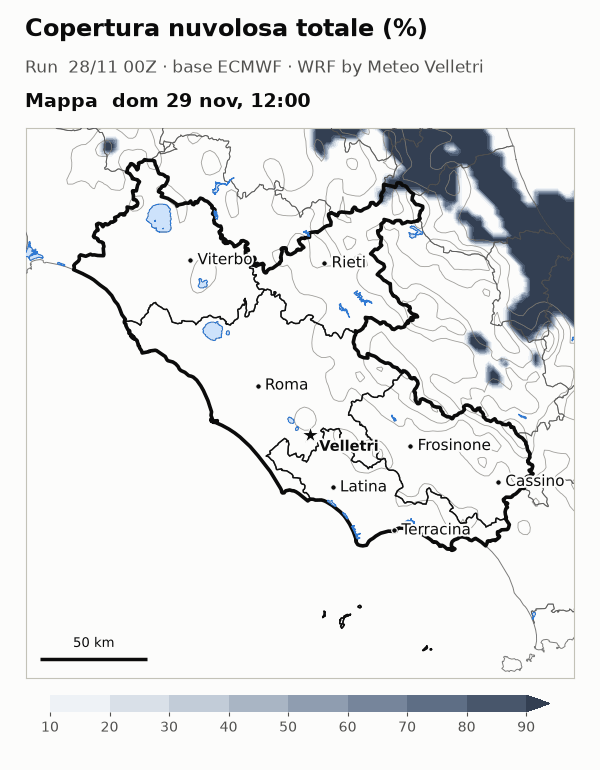 Copertura nuvolosa totale (%)
Run 28/11 00Z · base ECMWF · WRF by Meteo Velletri
Mappa dom 29 nov, 12:00
Viterbo
Rieti
Roma
Velletri
Frosinone
Latina
Cassino
Terracina
50 km
10 20 30 40 50 60 70 80 90